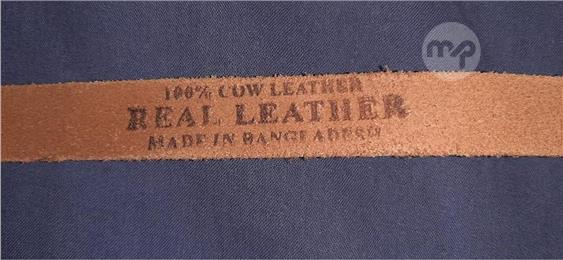 mp
100% COW LEATHER
REAL LEATHER
MADE IN BANGLADESH